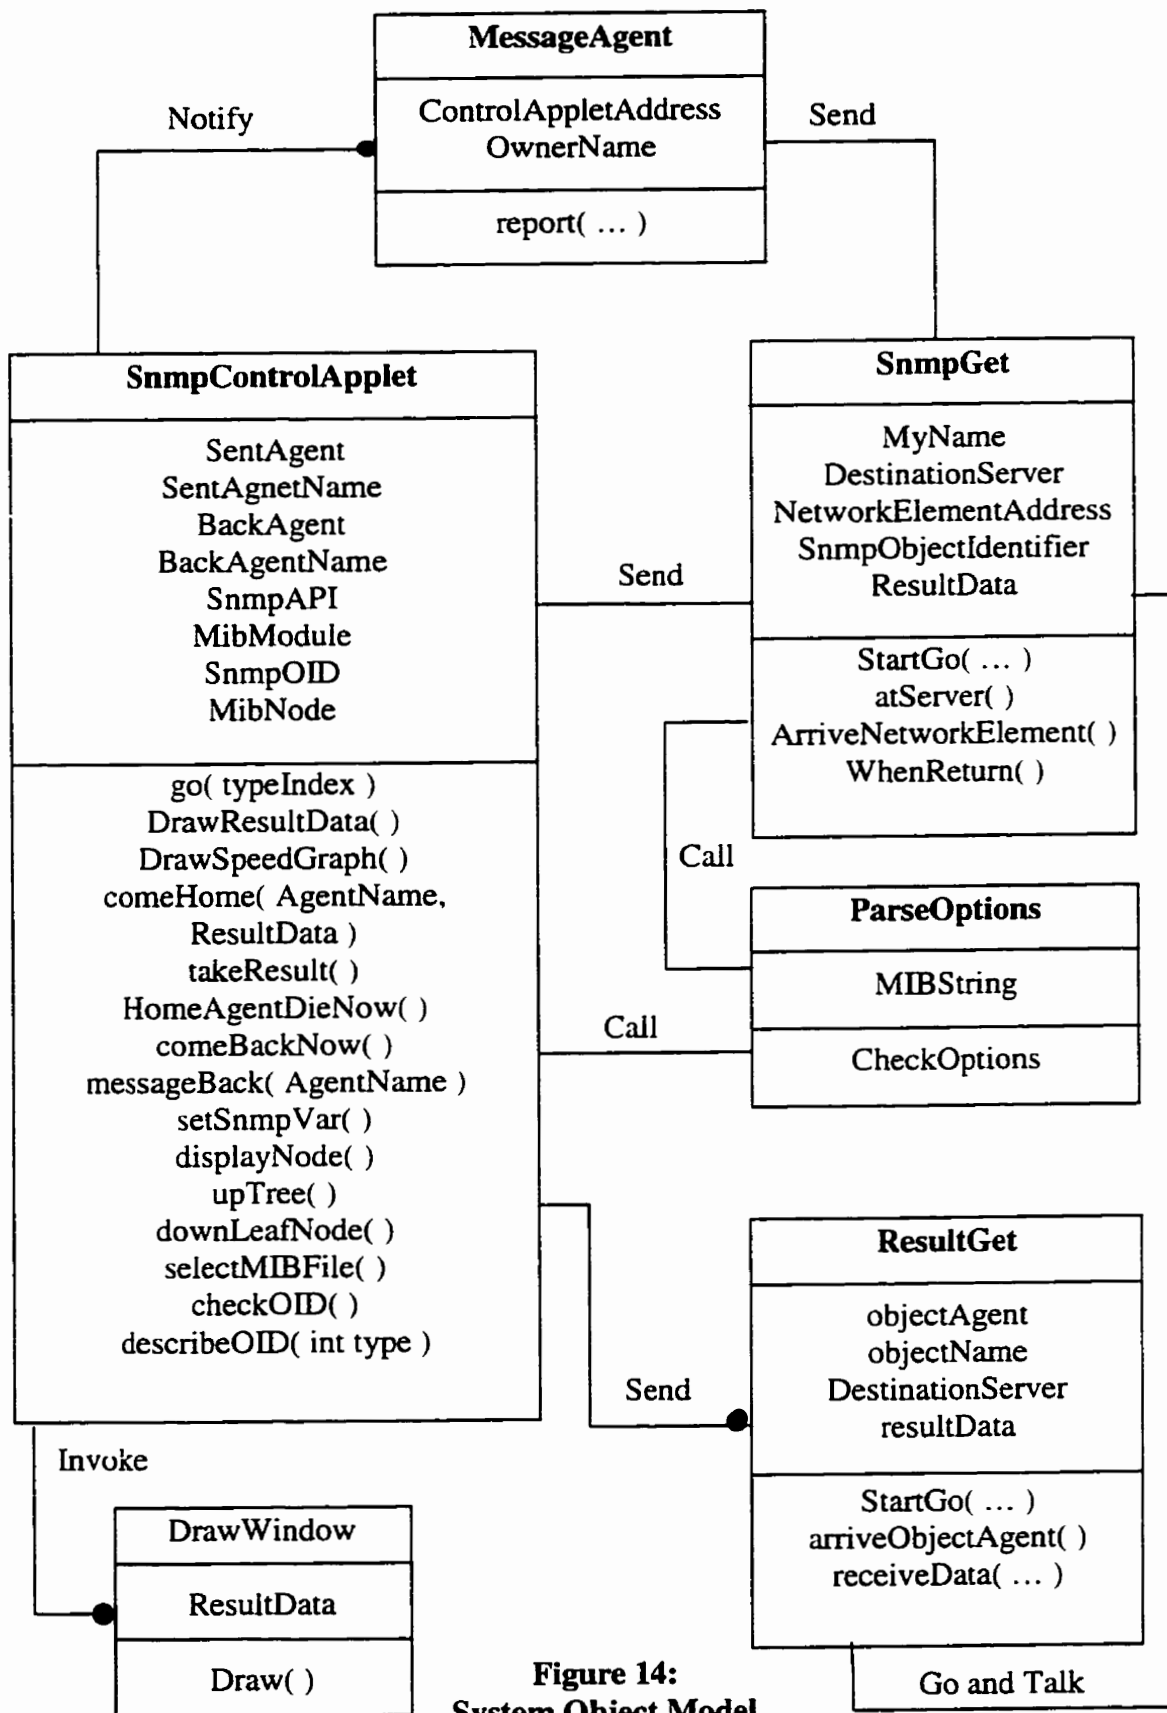 MessageAgent
ControlAppletAddress
OwnerName
report( ... )
Notify
Send
SnmpControlApplet
SentAgent
SentAgnetName
BackAgent
BackAgentName
SnmpAPI
MibModule
SnmpOID
MibNode
go( typeIndex )
DrawResultData( )
DrawSpeedGraph( )
comeHome( AgentName,
ResultData )
takeResult( )
HomeAgentDieNow( )
comeBackNow( )
messageBack( AgentName )
setSnmpVar( )
displayNode( )
upTree( )
downLeafNode( )
selectMIBFile( )
checkOID( )
describeOID( int type )
Send
SnmpGet
MyName
DestinationServer
NetworkElementAddress
SnmpObjectIdentifier
ResultData
StartGo( ... )
atServer( )
ArriveNetworkElement( )
WhenReturn( )
Call
ParseOptions
MIBString
CheckOptions
Call
ResultGet
objectAgent
objectName
DestinationServer
resultData
StartGo( ... )
arriveObjectAgent( )
receiveData( ... )
Send
Invoke
DrawWindow
ResultData
Draw( )
Go and Talk
Figure 14:
System Object Model